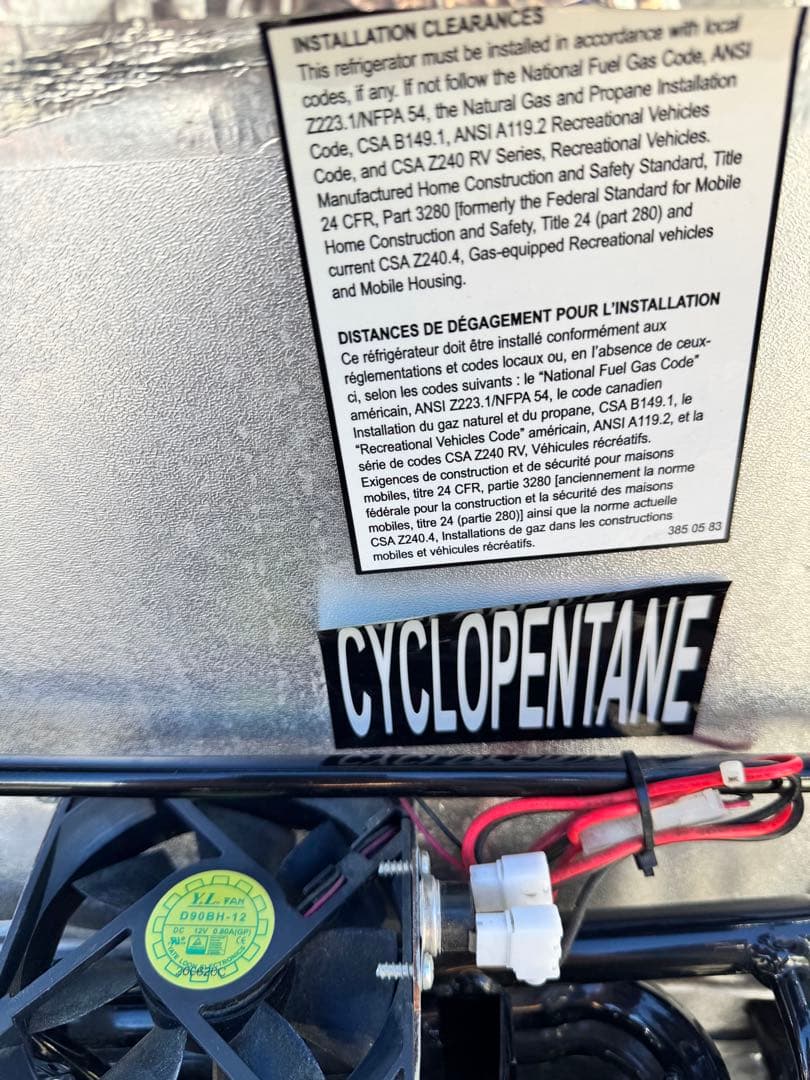 INSTALLATION CLEARANCES
This refrigerator must be installed in accordance with local
codes, if any. If not follow the National Fuel Gas Code, ANSI
Z223.1/NFPA 54, the Natural Gas and Propane Installation
Code, CSA B149.1, ANSI A119.2 Recreational Vehicles
Code, and CSA Z240 RV Series, Recreational Vehicles.
Manufactured Home Construction and Safety Standard, Title
24 CFR, Part 3280 [formerly the Federal Standard for Mobile
Home Construction and Safety, Title 24 (part 280) and
current CSA Z240.4, Gas-equipped Recreational vehicles
and Mobile Housing.
DISTANCES DE DÉGAGEMENT POUR L'INSTALLATION
Ce réfrigérateur doit être installé conformément aux
réglementations et codes locaux ou, en l'absence de ceux-
ci, selon les codes suivants : le "National Fuel Gas Code"
américain, ANSI Z223.1/NFPA 54, le code canadien
Installation du gaz naturel et du propane, CSA B149.1, le
"Recreational Vehicles Code" américain, ANSI A119.2, et la
série de codes CSA Z240 RV, Véhicules récréatifs.
Exigences de construction et de sécurité pour maisons
mobiles, titre 24 CFR, partie 3280 [anciennement la norme
fédérale pour la construction et la sécurité des maisons
mobiles, titre 24 (partie 280)] ainsi que la norme actuelle
CSA Z240.4, Installations de gaz dans les constructions
mobiles et véhicules récréatifs.
385 05 83
CYCLOPENTANE
Y.L. FAN
D90BH-12
DC 12V 0.80A(GP)
YATE LOON ELECTRONICS